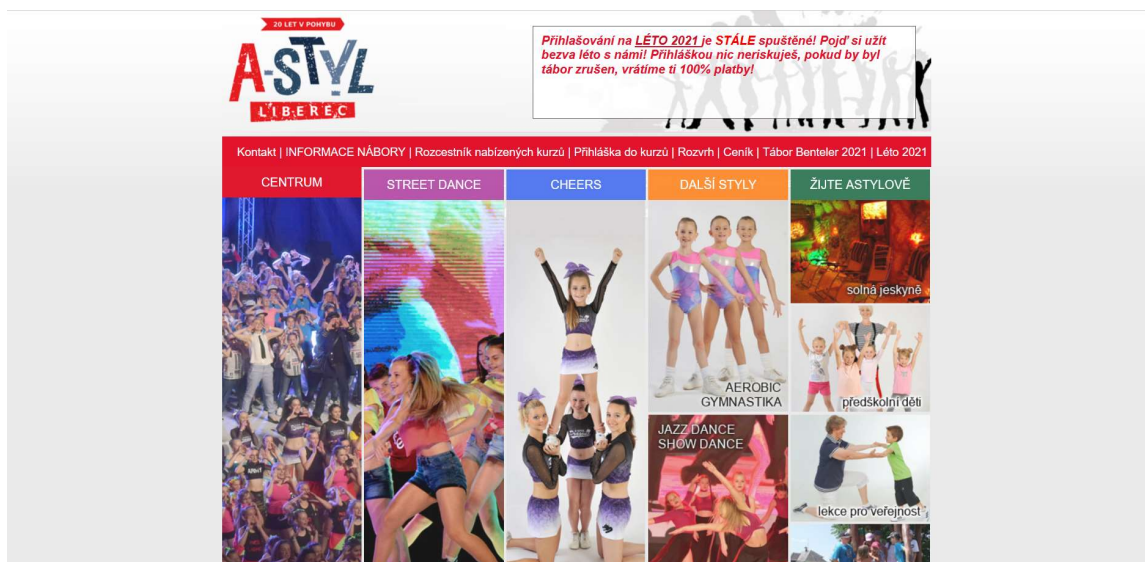 20 LET V POHYBU
A-STYL
LIBEREC
Přihlašování na LÉTO 2021 je STÁLE spuštěné! Pojď si užít
bezva léto s námi! Přihláškou nic neriskuješ, pokud by byl
tábor zrušen, vrátíme ti 100% platby!
Kontakt | INFORMACE NÁBORY | Rozcestník nabízených kurzů | Přihláška do kurzů | Rozvrh | Ceník | Tábor Benteler 2021 | Léto 2021
CENTRUM
STREET DANCE
CHEERS
DALŠÍ STYLY
ŽIJTE ASTYLOVĚ
solná jeskyně
AEROBIC
GYMNASTIKA
předškolní děti
JAZZ DANCE
SHOW DANCE
lekce pro veřejnost